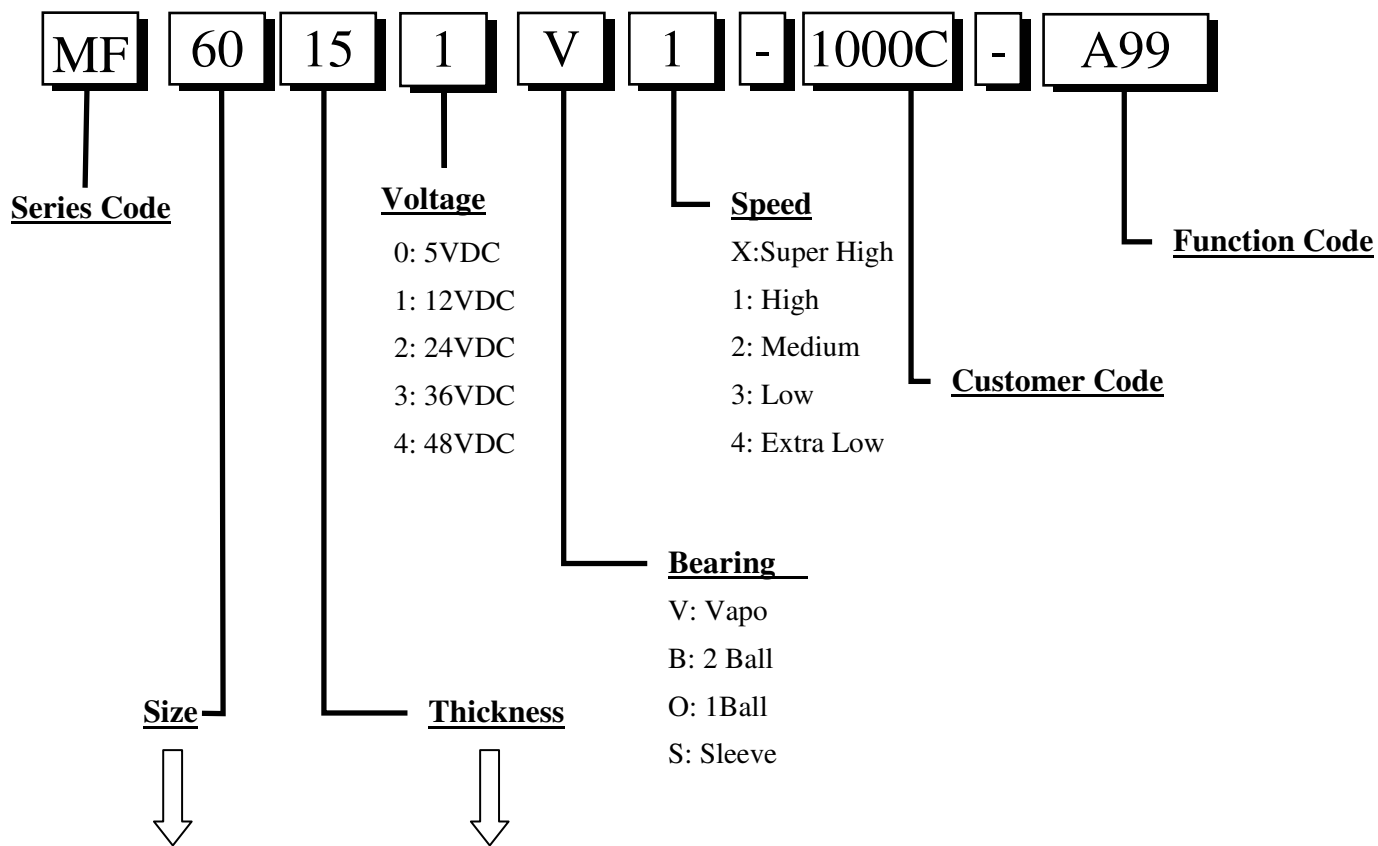 MF 60 15 1 V 1 - 1000C - A99
Series Code
Voltage
0: 5VDC
1: 12VDC
2: 24VDC
3: 36VDC
4: 48VDC
Speed
X:Super High
1: High
2: Medium
3: Low
4: Extra Low
Function Code
Customer Code
Bearing
V: Vapo
B: 2 Ball
O: 1Ball
S: Sleeve
Size
Thickness